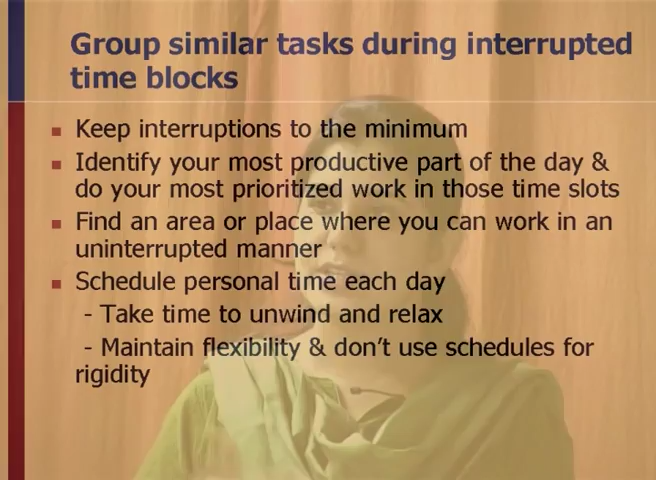 Group similar tasks during interrupted
time blocks
Keep interruptions to the minimum
Identify your most productive part of the day &
do your most prioritized work in those time slots
Find an area or place where you can work in an
uninterrupted manner
Schedule personal time each day
- Take time to unwind and relax
- Maintain flexibility & don't use schedules for
rigidity